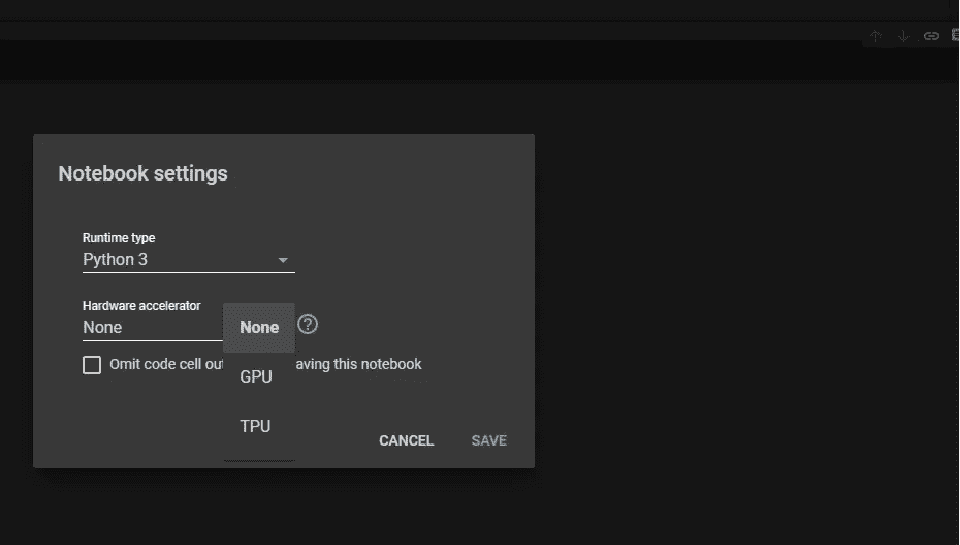 Notebook settings
Runtime type
Python 3
Hardware accelerator
None
None
?
Omit code cell out aving this notebook
GPU
TPU
CANCEL SAVE